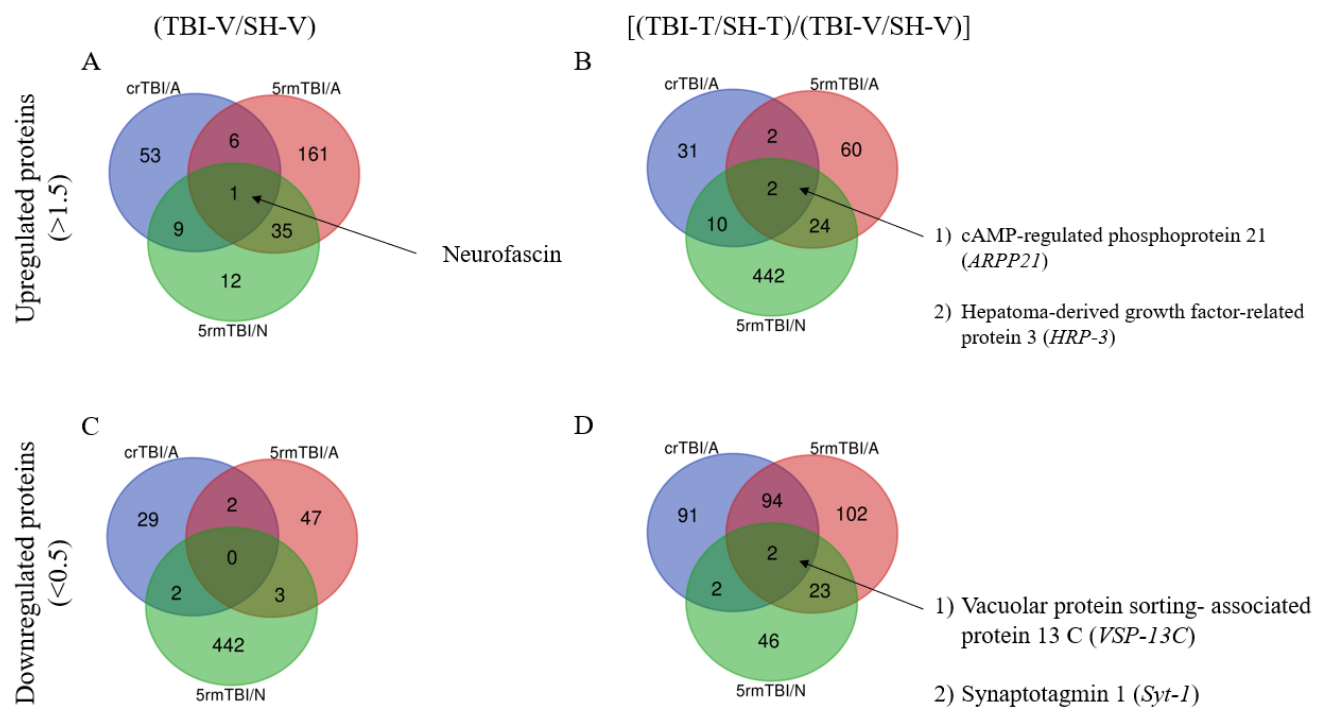 (TBI-V/SH-V)
[(TBI-T/SH-T)/(TBI-V/SH-V)]
Upregulated proteins
(>1.5)
A
crTBI/A
5rmTBI/A
53
6
161
1
9
35
12
5rmTBI/N
Neurofascin
B
crTBI/A
5rmTBI/A
31
2
60
2
10
24
442
5rmTBI/N
1) cAMP-regulated phosphoprotein 21
(ARPP21)
2) Hepatoma-derived growth factor-related
protein 3 (HRP-3)
Downregulated proteins
(<0.5)
C
crTBI/A
5rmTBI/A
29
2
47
0
2
3
442
5rmTBI/N
D
crTBI/A
5rmTBI/A
91
94
102
2
2
23
46
5rmTBI/N
1) Vacuolar protein sorting- associated
protein 13 C (VSP-13C)
2) Synaptotagmin 1 (Syt-1)